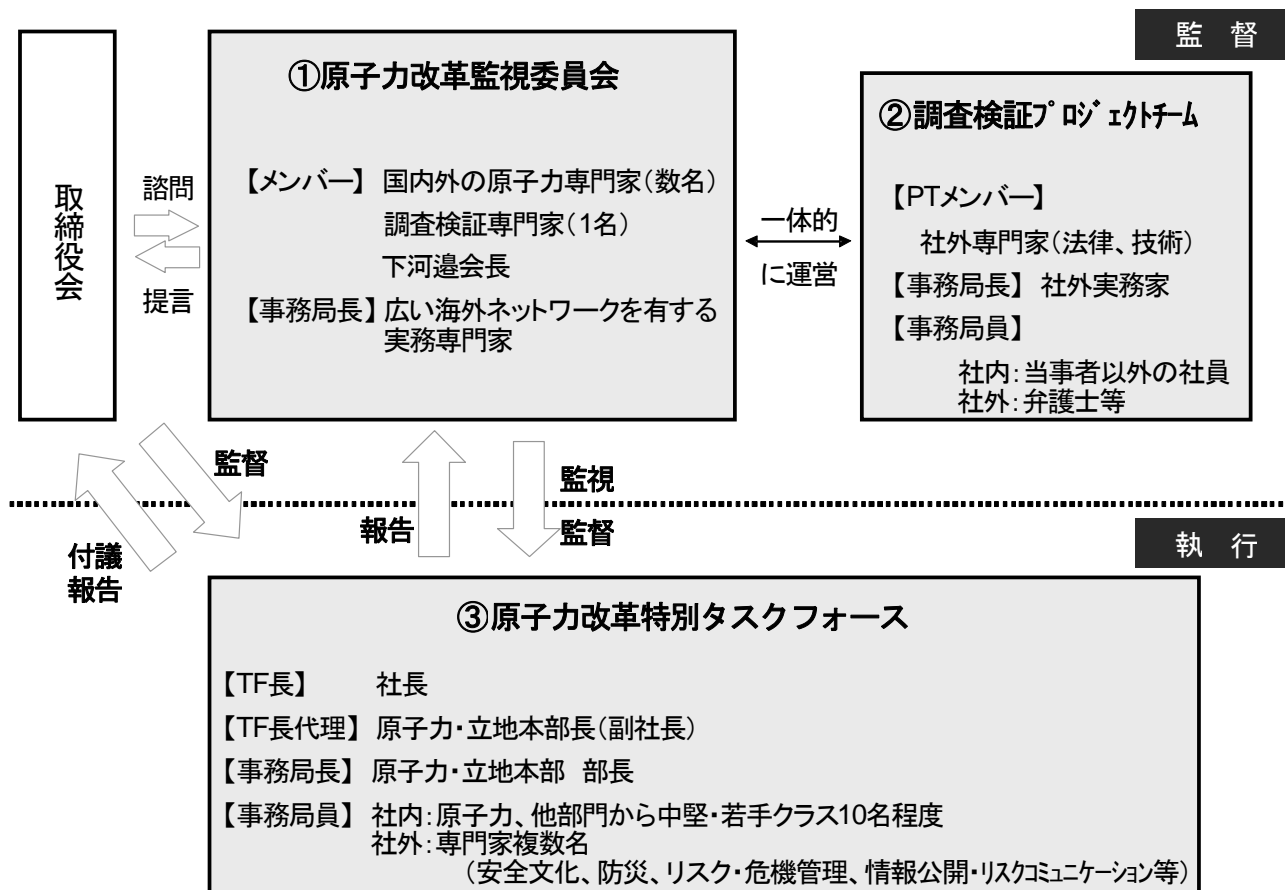 監 督
取締役会
諮問
提言
①原子力改革監視委員会
【メンバー】 国内外の原子力専門家(数名)
調査検証専門家(1名)
下河邉会長
【事務局長】広い海外ネットワークを有する
実務専門家
一体的
に運営
②調査検証ﾌﾟﾛｼﾞｪｸﾄﾁｰﾑ
【PTメンバー】
社外専門家(法律、技術)
【事務局長】 社外実務家
【事務局員】
社内:当事者以外の社員
社外:弁護士等
監督
付議
報告
報告
監視
監督
執 行
③原子力改革特別タスクフォース
【TF長】 社長
【TF長代理】 原子力・立地本部長(副社長)
【事務局長】 原子力・立地本部 部長
【事務局員】 社内:原子力、他部門から中堅・若手クラス10名程度
社外:専門家複数名
(安全文化、防災、リスク・危機管理、情報公開・ﾘｽｸｺﾐｭﾆｹｰｼｮﾝ等)